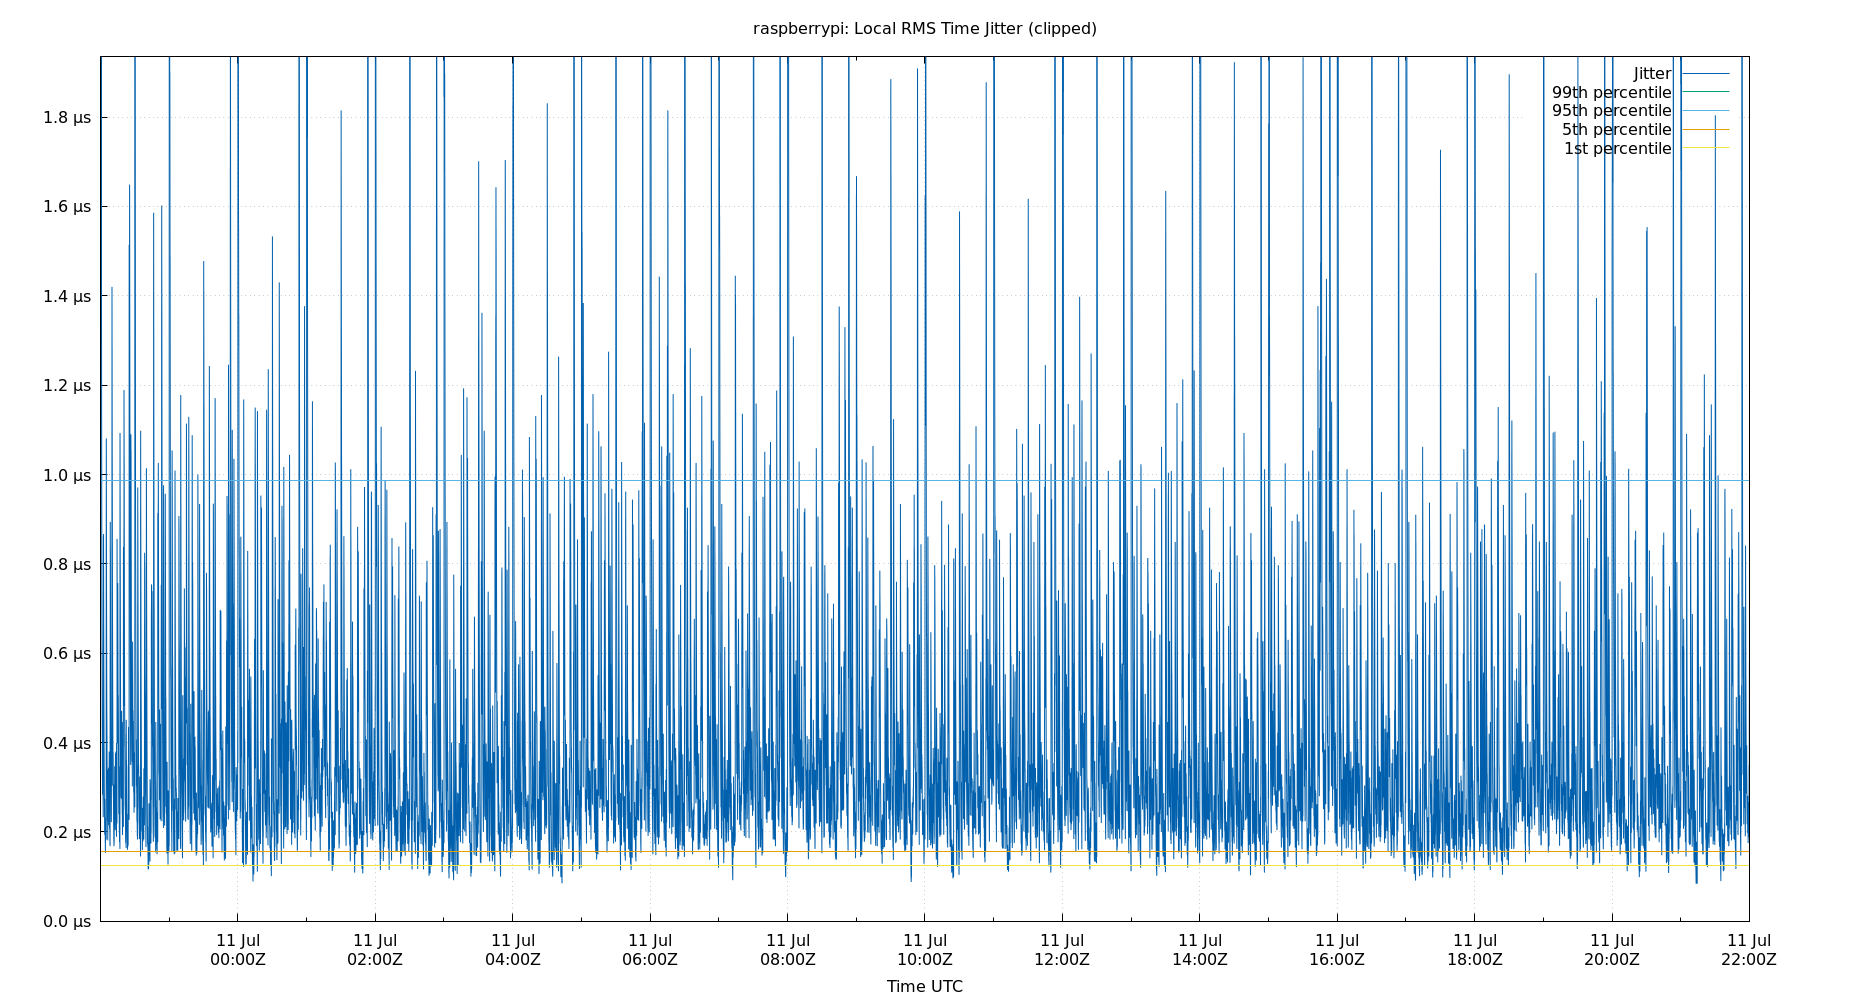 raspberrypi: Local RMS Time Jitter (clipped)
Jitter
99th percentile
95th percentile
5th percentile
1st percentile
1.8 µs
1.6 µs
1.4 µs
1.2 µs
1.0 µs
0.8 µs
0.6 µs
0.4 µs
0.2 µs
0.0 µs
11 Jul 11 Jul 11 Jul 11 Jul 11 Jul 11 Jul 11 Jul 11 Jul 11 Jul 11 Jul 11 Jul 11 Jul
00:00Z 02:00Z 04:00Z 06:00Z 08:00Z 10:00Z 12:00Z 14:00Z 16:00Z 18:00Z 20:00Z 22:00Z
Time UTC